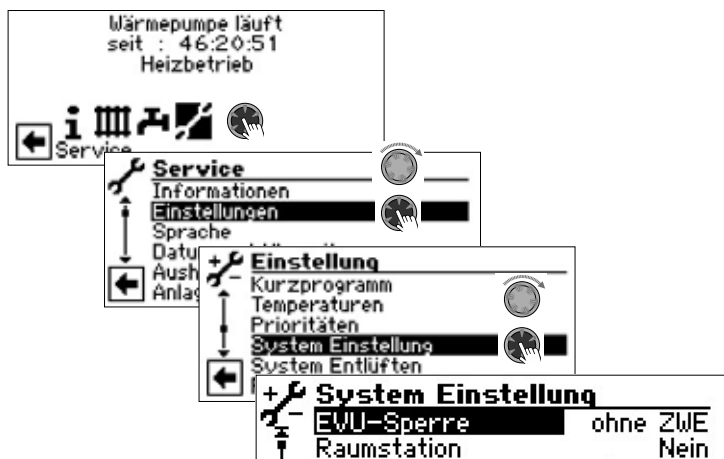 Wärmepumpe läuft
seit : 46:20:51
Heizbetrieb
Service
Service
Informationen
Einstellungen
Sprache
Einstellung
Kurzprogramm
Temperaturen
Prioritäten
System Einstellung
System Entlüften
System Einstellung
EVU-Sperre ohne ZWE
Raumstation Nein